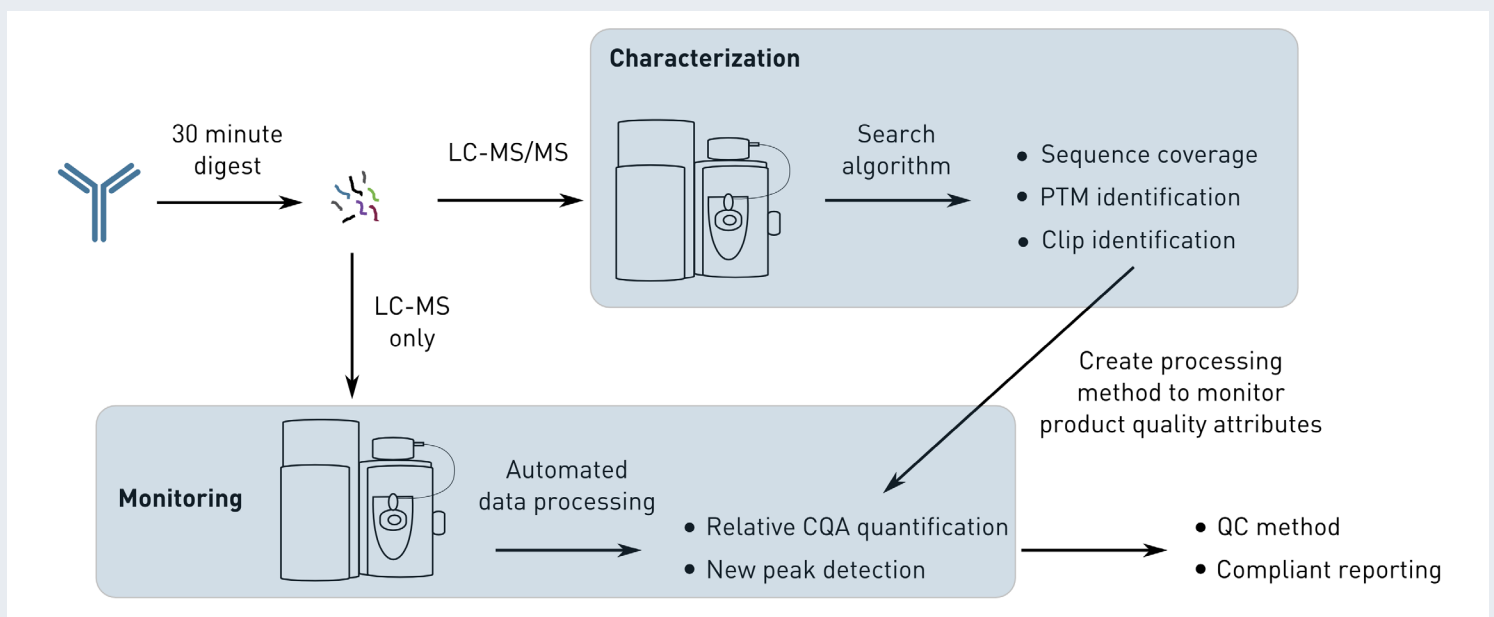 Characterization
30 minute
digest
LC-MS/MS
Search
algorithm
• Sequence coverage
• PTM identification
• Clip identification
LC-MS
only
Create processing
method to monitor
product quality attributes
Monitoring
Automated
data processing
• Relative CQA quantification
• New peak detection
• QC method
• Compliant reporting